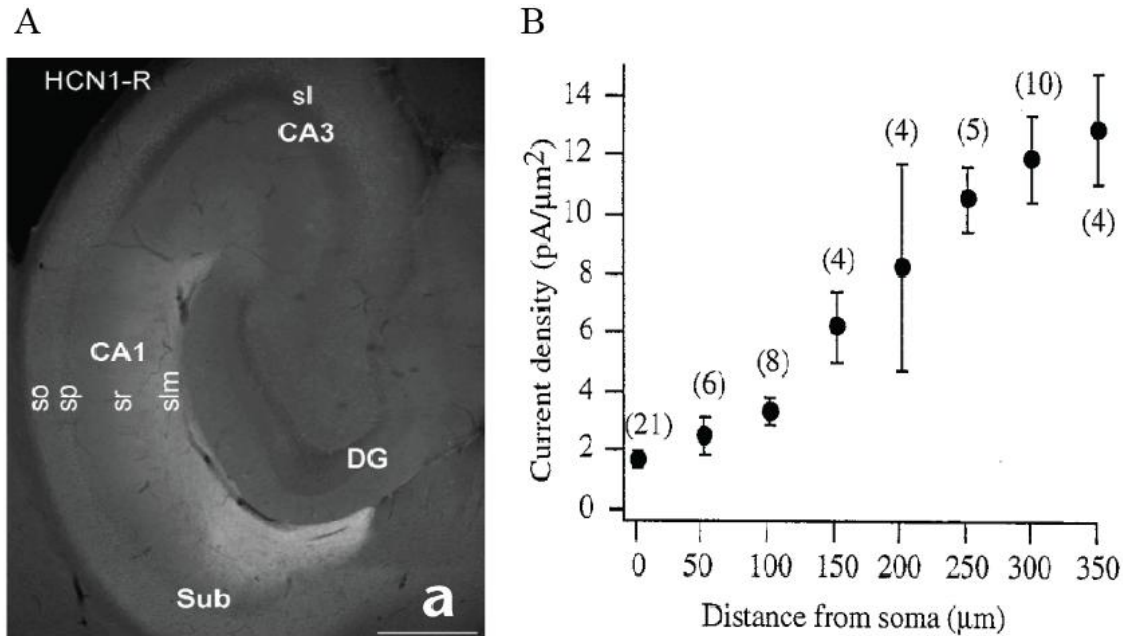 A
HCN1-R
sl
CA3
CA1
so
sp
sr
slm
DG
Sub
a
B
Current density (pA/μm²)
14
12
10
8
6
4
2
0
(21)
(6)
(8)
(4)
(4)
(5)
(10)
(4)
0 50 100 150 200 250 300 350
Distance from soma (μm)